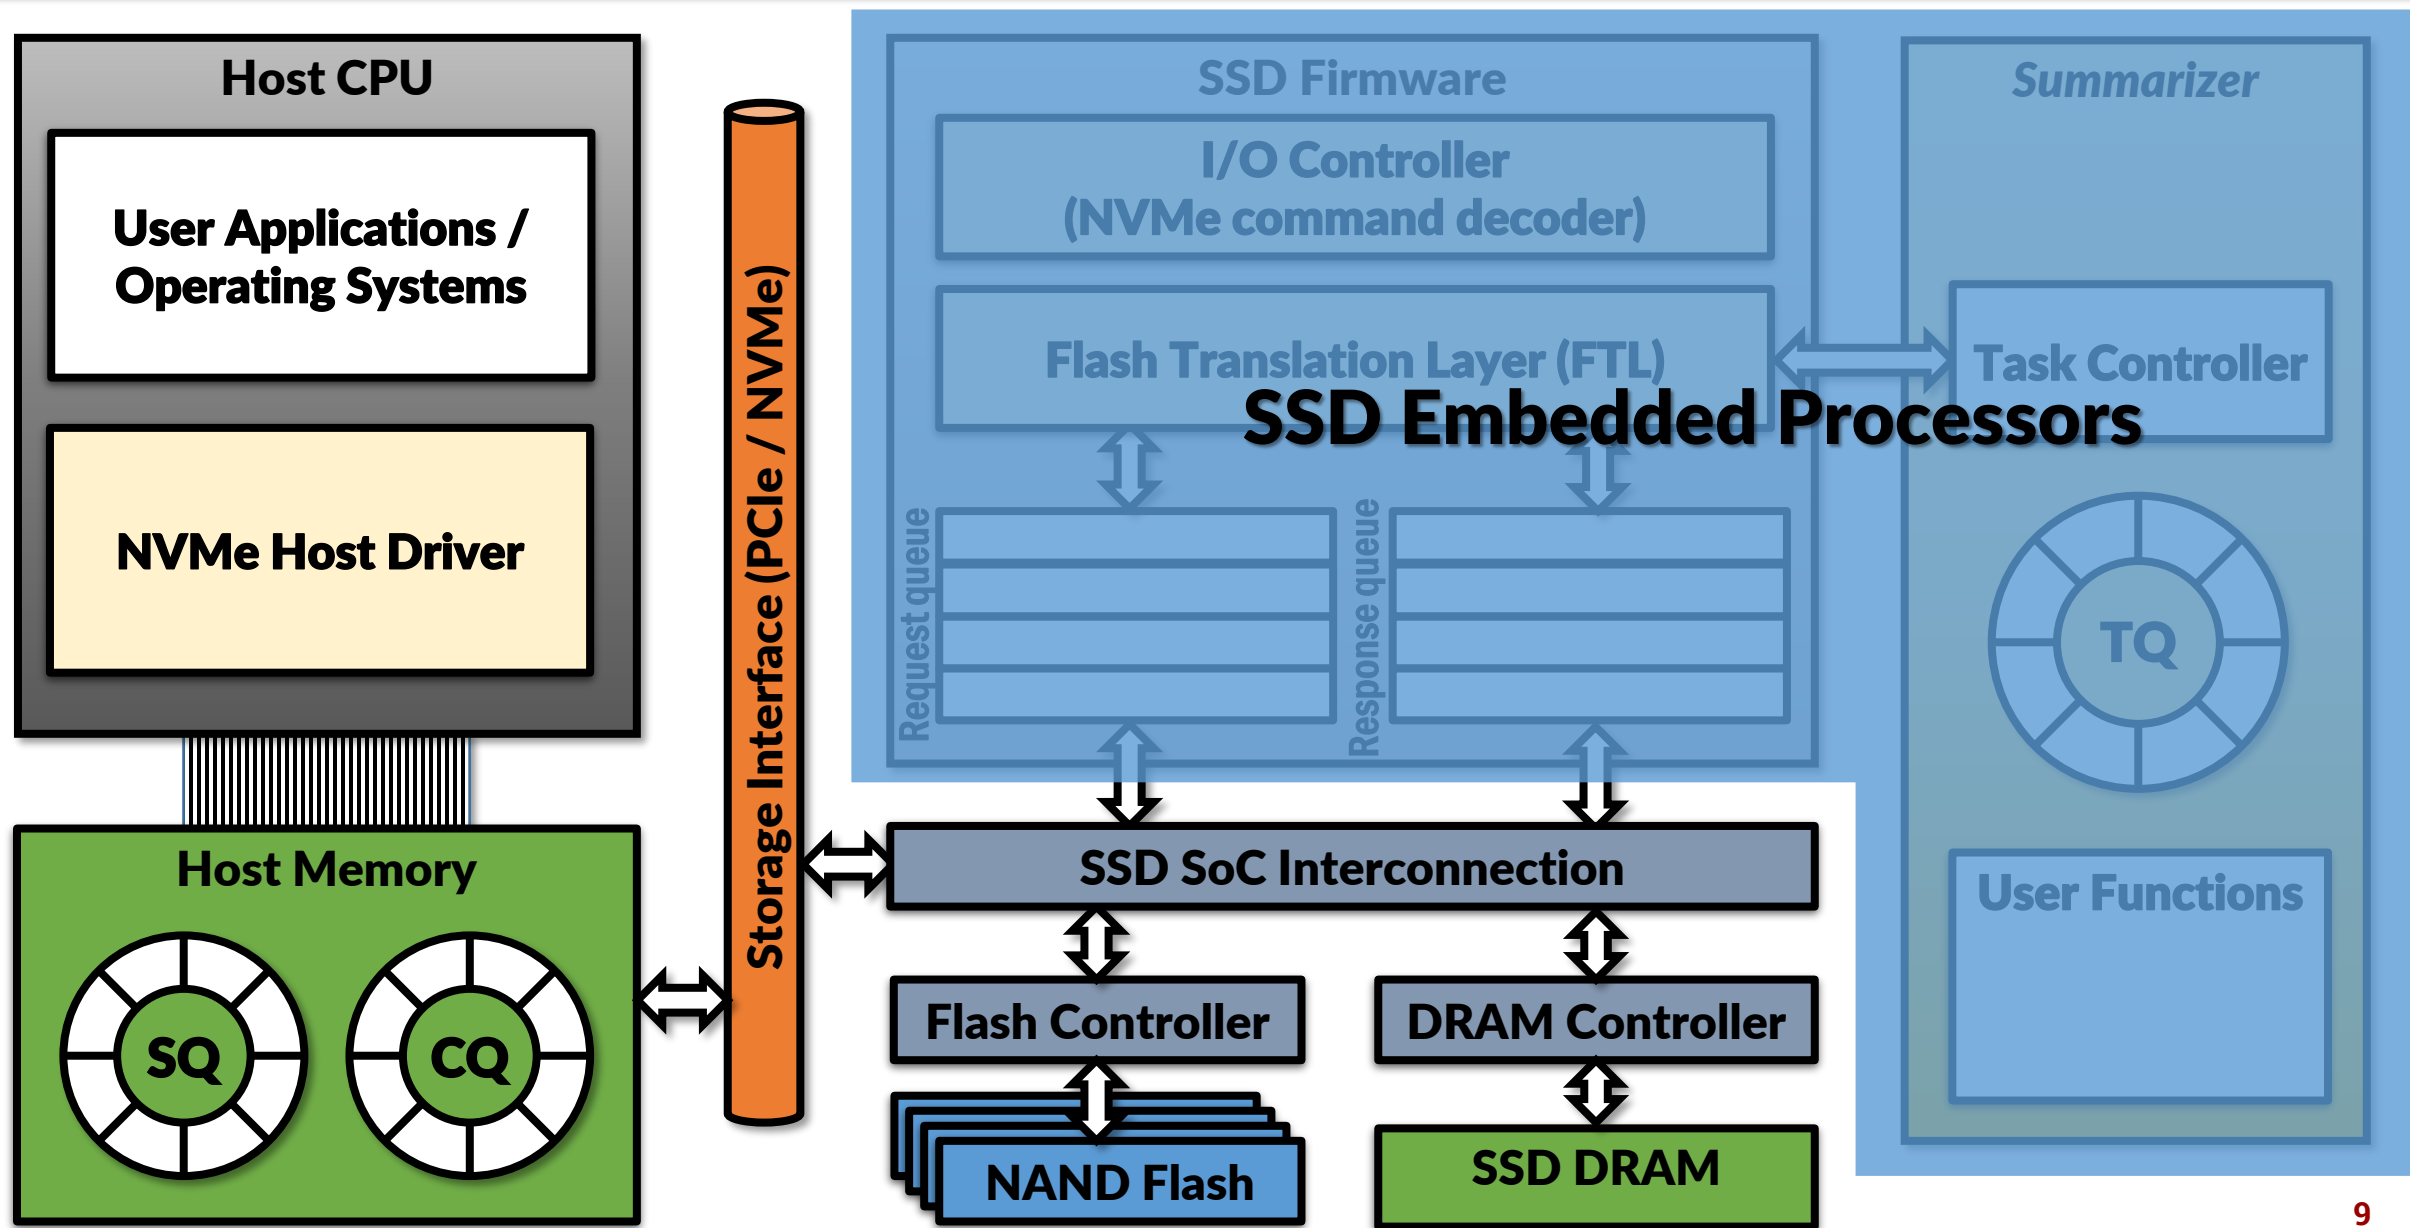 Host CPU
User Applications /
Operating Systems
NVMe Host Driver
Host Memory
SQ
CQ
Storage Interface (PCIe / NVMe)
SSD Firmware
I/O Controller
(NVMe command decoder)
Flash Translation Layer (FTL)
SSD Embedded Processors
Request queue
Response queue
Summarizer
Task Controller
TQ
User Functions
SSD SoC Interconnection
Flash Controller
DRAM Controller
NAND Flash
SSD DRAM
9